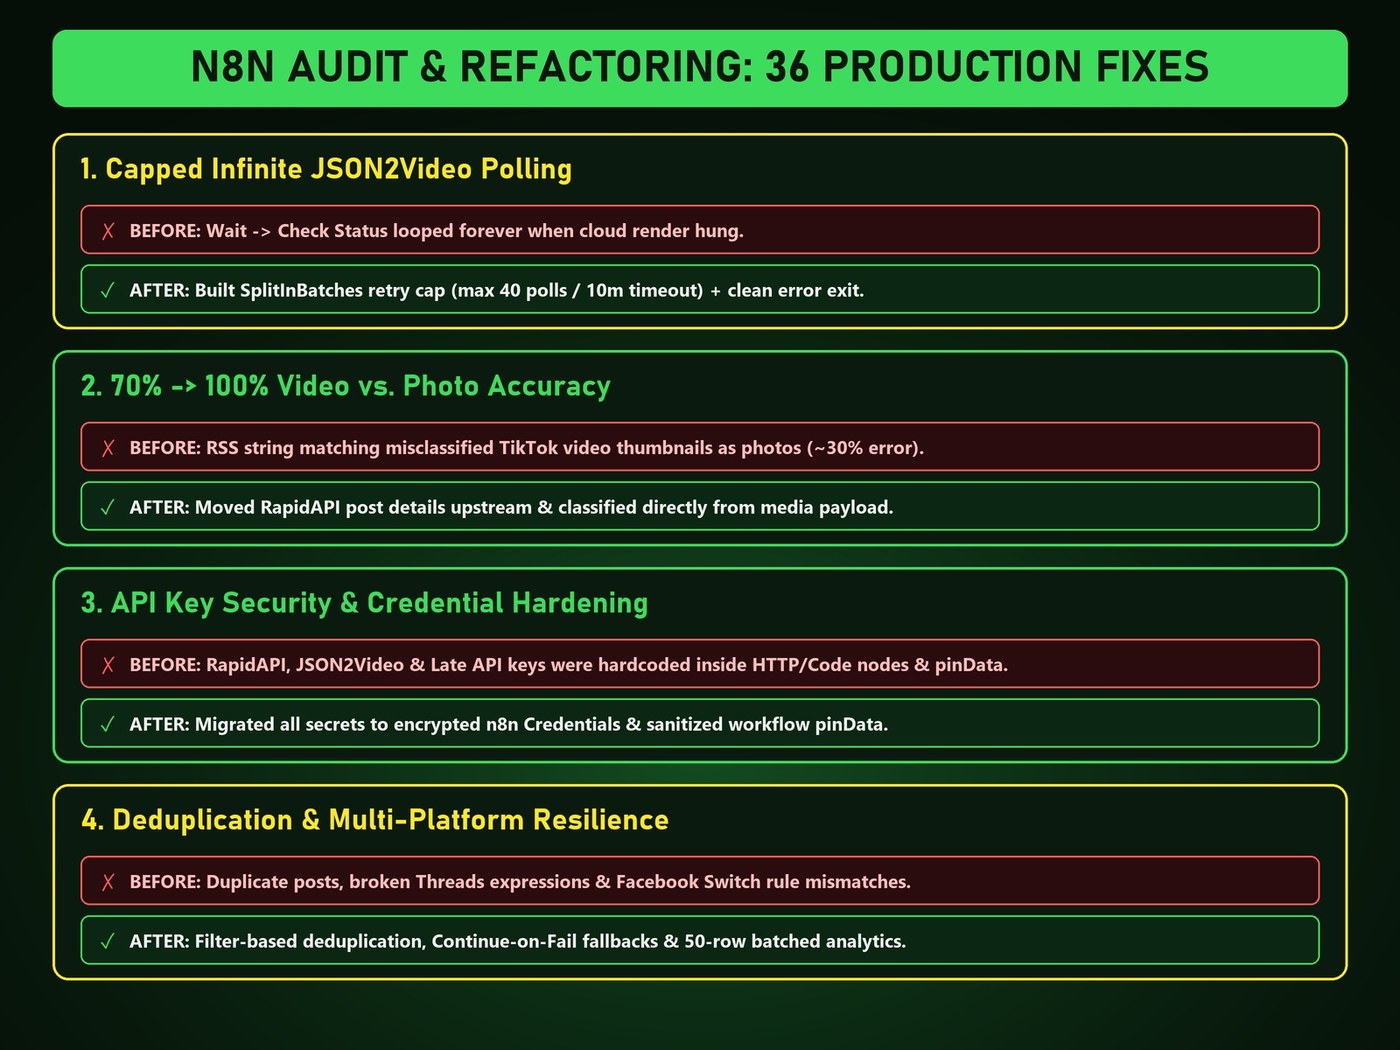 N8N AUDIT & REFACTORING: 36 PRODUCTION FIXES
1. Capped Infinite JSON2Video Polling
✗ BEFORE: Wait -> Check Status looped forever when cloud render hung.
✓ AFTER: Built SplitInBatches retry cap (max 40 polls / 10m timeout) + clean error exit.
2. 70% -> 100% Video vs. Photo Accuracy
✗ BEFORE: RSS string matching misclassified TikTok video thumbnails as photos (~30% error).
✓ AFTER: Moved RapidAPI post details upstream & classified directly from media payload.
3. API Key Security & Credential Hardening
✗ BEFORE: RapidAPI, JSON2Video & Late API keys were hardcoded inside HTTP/Code nodes & pinData.
✓ AFTER: Migrated all secrets to encrypted n8n Credentials & sanitized workflow pinData.
4. Deduplication & Multi-Platform Resilience
✗ BEFORE: Duplicate posts, broken Threads expressions & Facebook Switch rule mismatches.
✓ AFTER: Filter-based deduplication, Continue-on-Fail fallbacks & 50-row batched analytics.